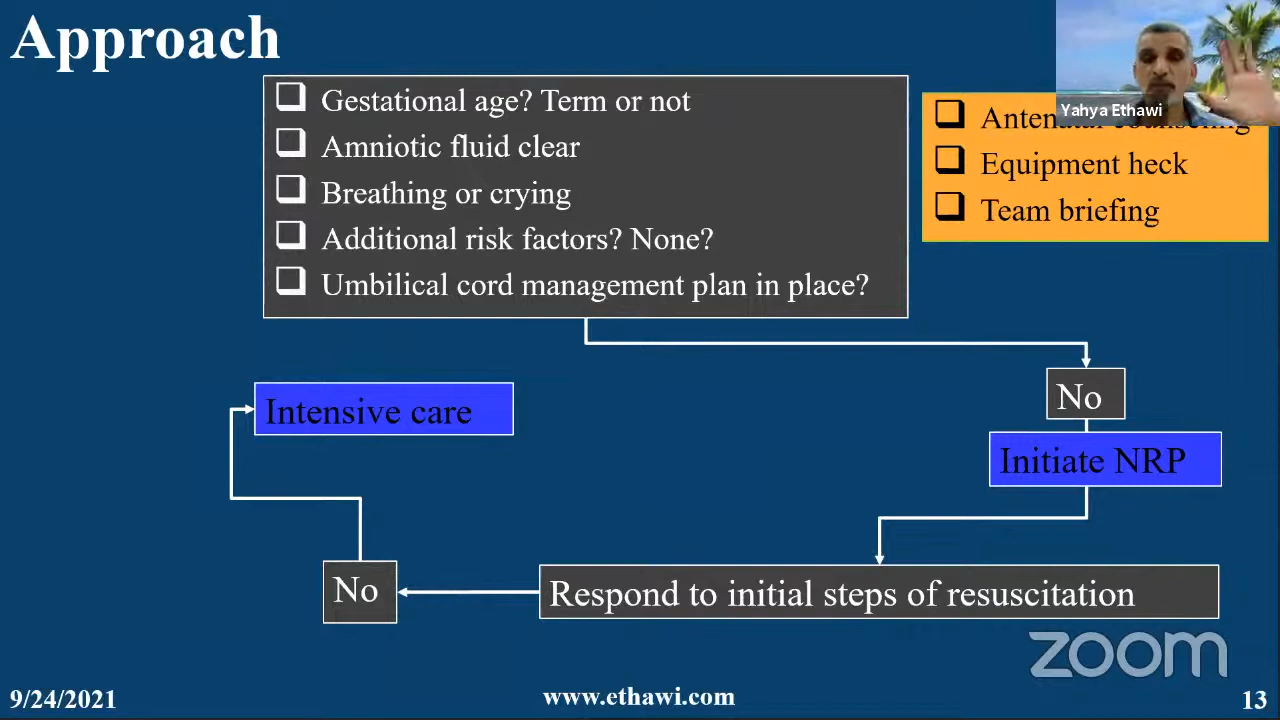 Approach
Gestational age? Term or not
Amniotic fluid clear
Breathing or crying
Additional risk factors? None?
Umbilical cord management plan in place?
Yahya Ethawi
Antenatal counseling
Equipment heck
Team briefing
No
Initiate NRP
Respond to initial steps of resuscitation
No
Intensive care
zoom
9/24/2021
www.ethawi.com
13